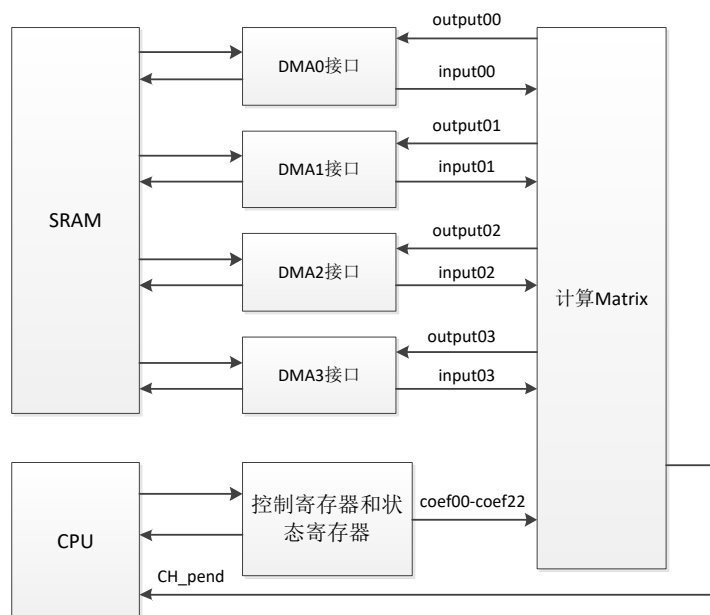 output00
DMA0接口
input00
output01
DMA1接口
input01
SRAM
output02
DMA2接口
input02
计算Matrix
output03
DMA3接口
input03
控制寄存器和状
态寄存器
coef00-coef22
CPU
CH_pend